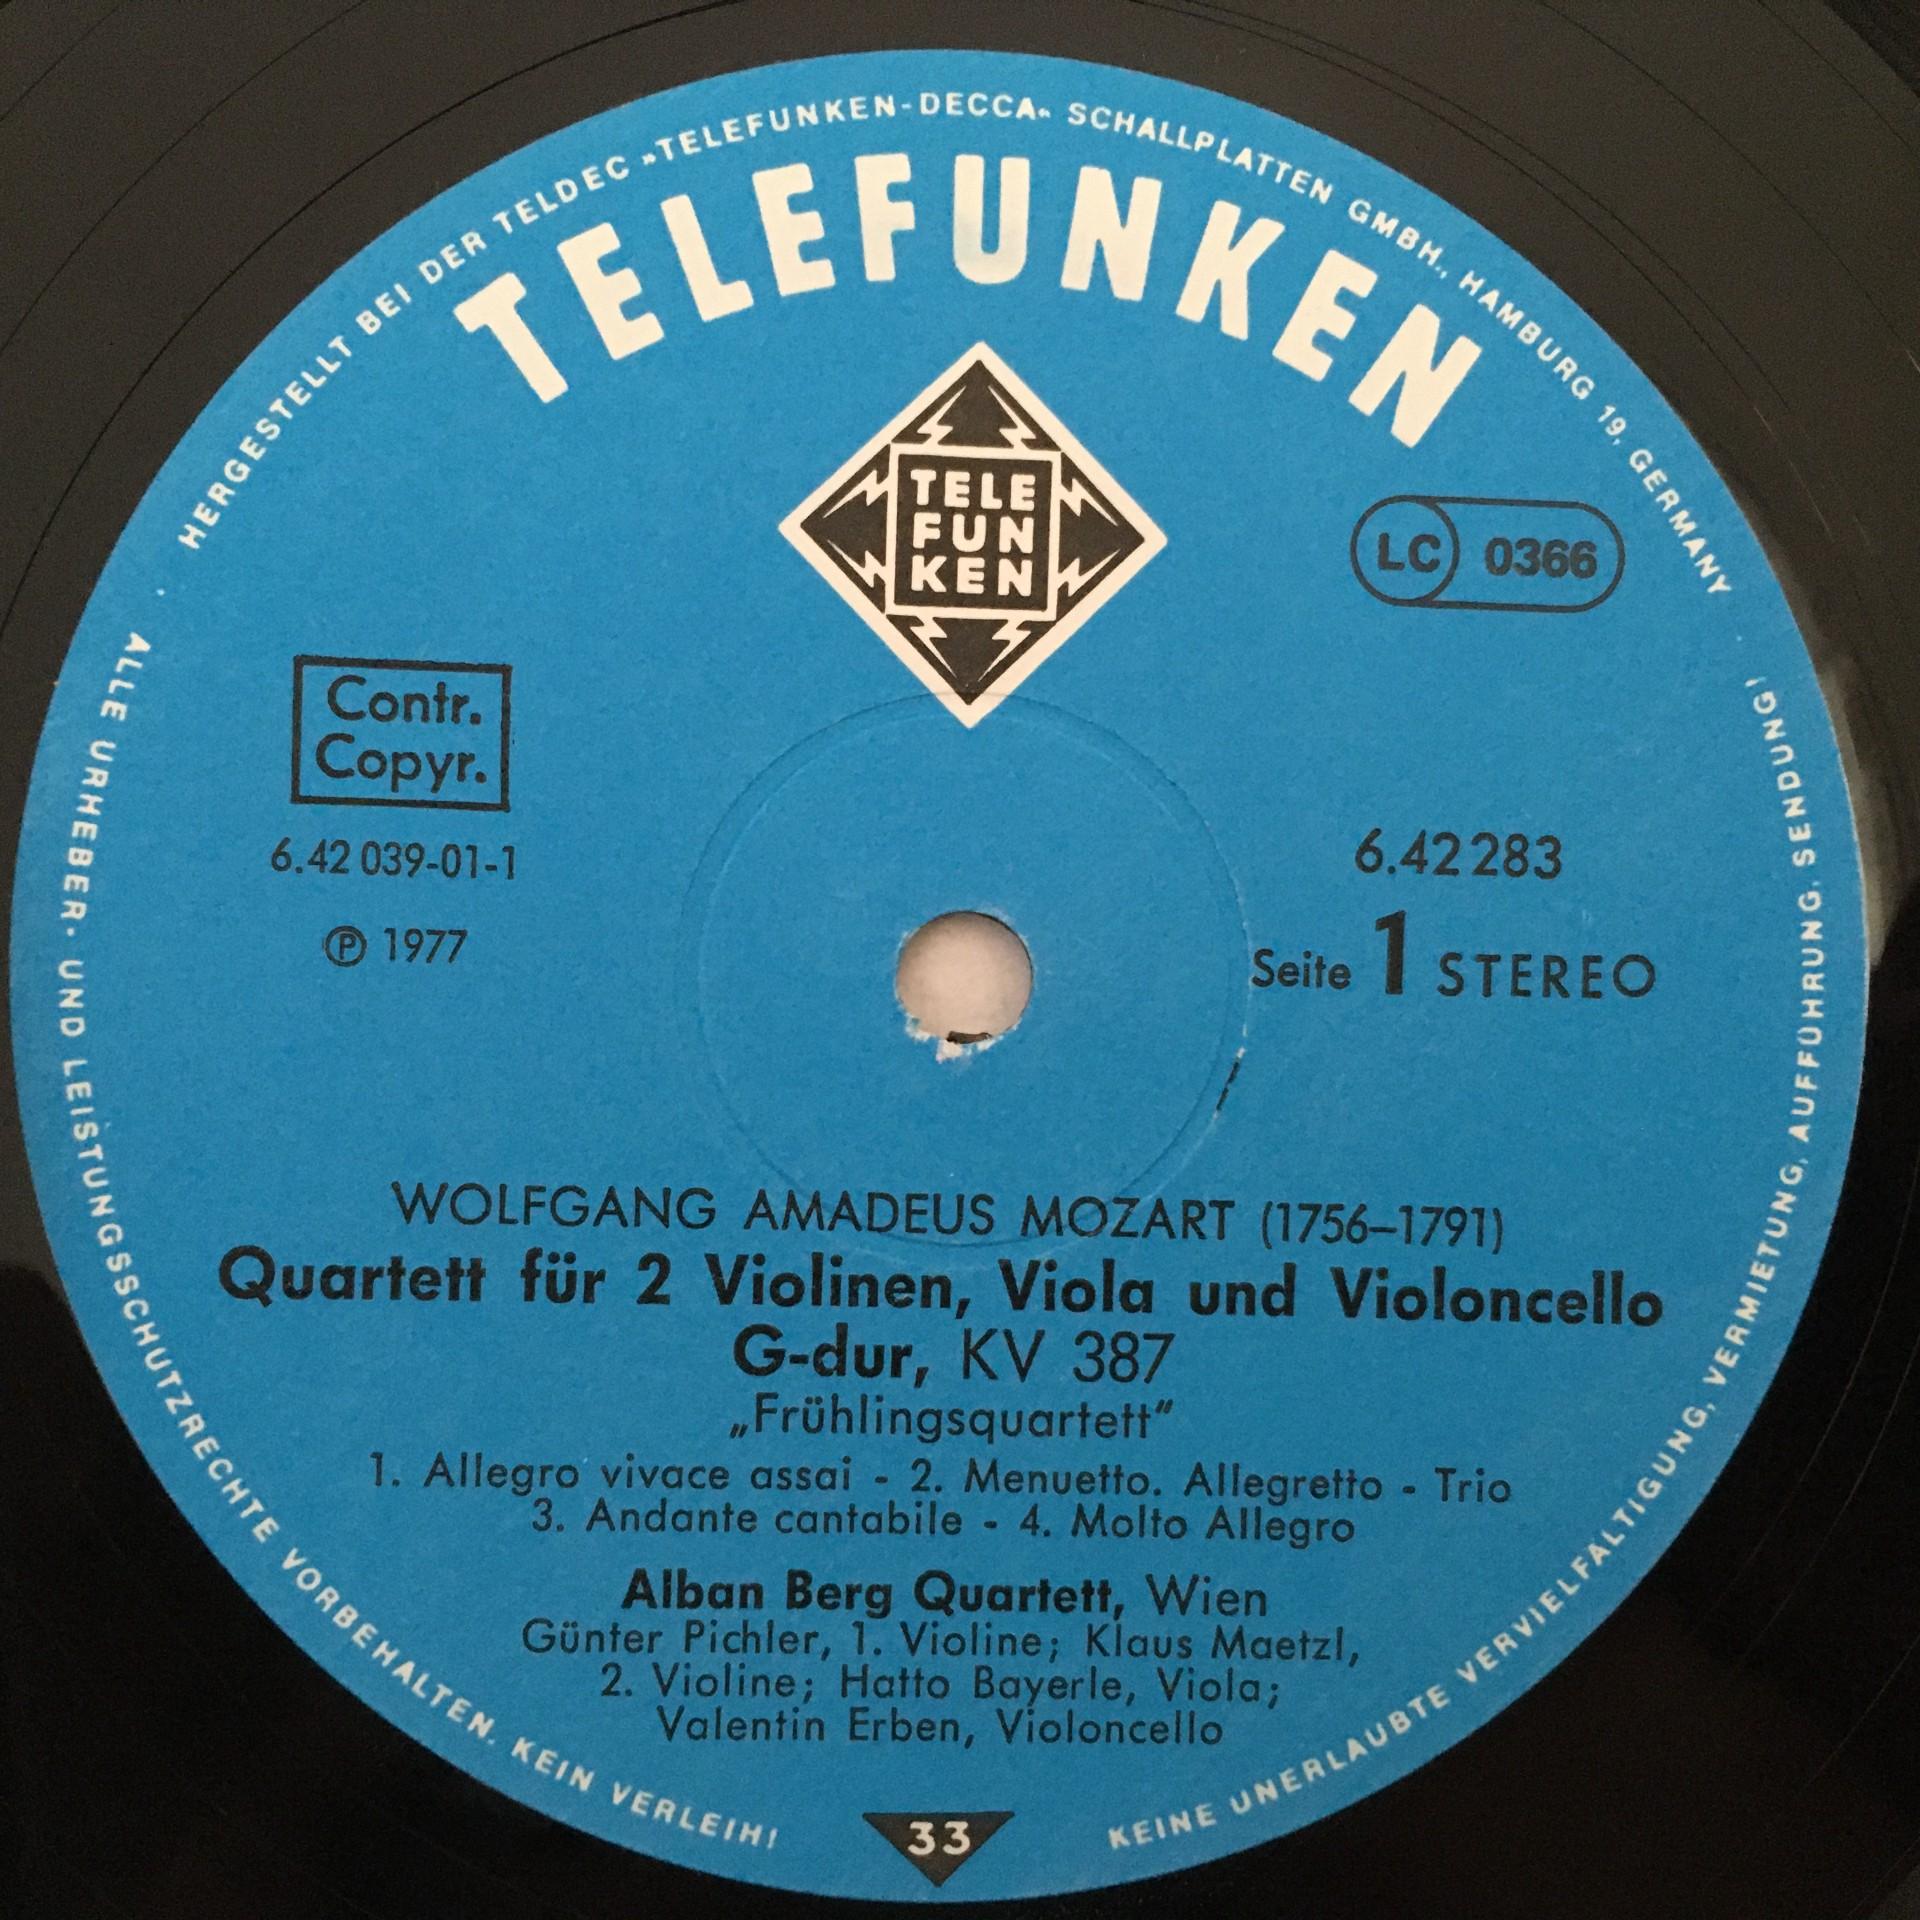 HERGESTELLT BEI DER TELDEC »TELEFUNKEN-DECCA« SCHALLPLATTEN GMBH., HAMBURG 19, GERMANY
TELEFUNKEN
TELE
FUN
KEN
LC 0366
Contr.
Copyr.
6.42 039-01-1
℗ 1977
6.42 283
Seite 1 STEREO
WOLFGANG AMADEUS MOZART (1756–1791)
Quartett für 2 Violinen, Viola und Violoncello
G-dur, KV 387
„Frühlingsquartett“
1. Allegro vivace assai - 2. Menuetto. Allegretto - Trio
3. Andante cantabile - 4. Molto Allegro
Alban Berg Quartett, Wien
Günter Pichler, 1. Violine; Klaus Maetzl,
2. Violine; Hatto Bayerle, Viola;
Valentin Erben, Violoncello
33
ALLE URHEBER- UND LEISTUNGSSCHUTZRECHTE VORBEHALTEN. KEIN VERLEIH!
KEINE UNERLAUBTE VERVIELFÄLTIGUNG, VERMIETUNG, AUFFÜHRUNG, SENDUNG!